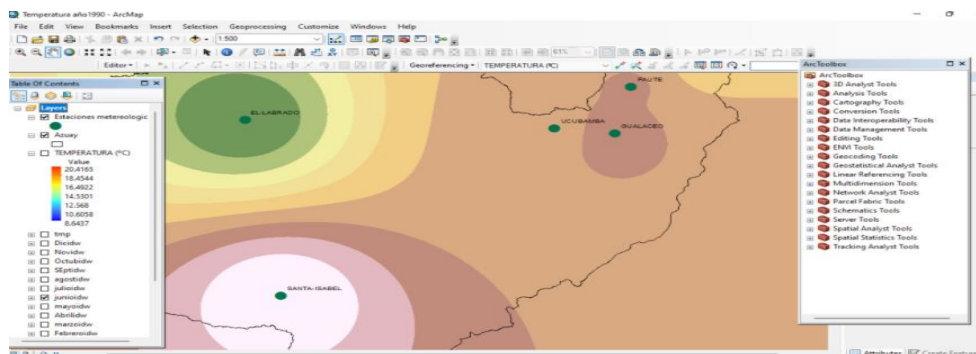 Temperatura año1990 - ArcMap
File Edit View Bookmarks Insert Selection Geoprocessing Customize Windows Help
1:500
61%
Editor Georeferencing TEMPERATURA (ºC)
Table Of Contents
Layers
Estaciones metereologic
Azuay
TEMPERATURA (ºC)
Value
20.4165
18.4544
16.4922
14.5301
12.568
10.6058
8.6437
tmp
Dicidw
Novidw
Octubidw
SEptidw
agostidw
julioidw
junioidw
mayoidw
Abrilidw
marzoidw
Febreroidw
EL-LABRADO
PAUTE
UCUBAMBA
GUALACEO
SANTA-ISABEL
ArcToolbox
ArcToolbox
3D Analyst Tools
Analysis Tools
Cartography Tools
Conversion Tools
Data Interoperability Tools
Data Management Tools
Editing Tools
ENVI Tools
Geocoding Tools
Geostatistical Analyst Tools
Linear Referencing Tools
Multidimension Tools
Network Analyst Tools
Parcel Fabric Tools
Schematics Tools
Server Tools
Spatial Analyst Tools
Spatial Statistics Tools
Tracking Analyst Tools
Attributes Create Featur